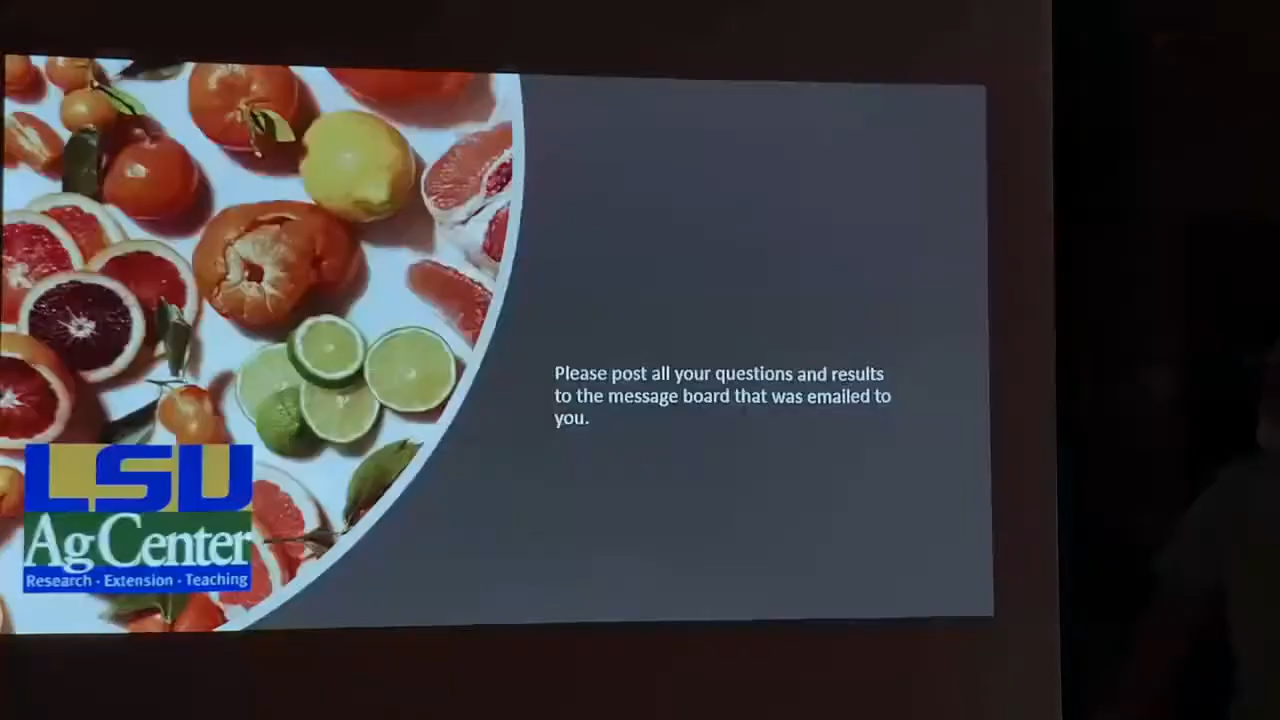 Please post all your questions and results
to the message board that was emailed to
you.
LSU
AgCenter
Research · Extension · Teaching